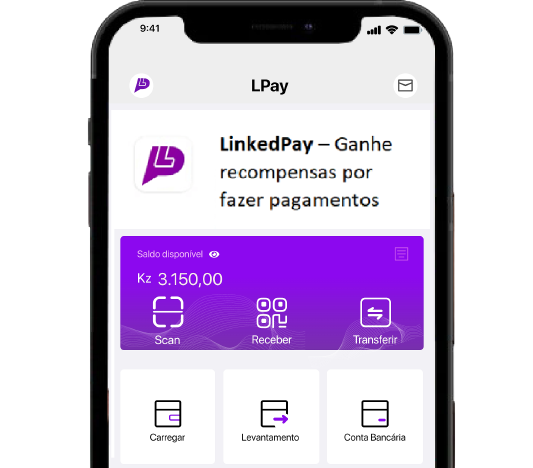 9:41
LPay
LinkedPay – Ganhe
recompensas por
fazer pagamentos
Saldo disponível
Kz 3.150,00
Scan Receber Transferir
Carregar Levantamento Conta Bancária